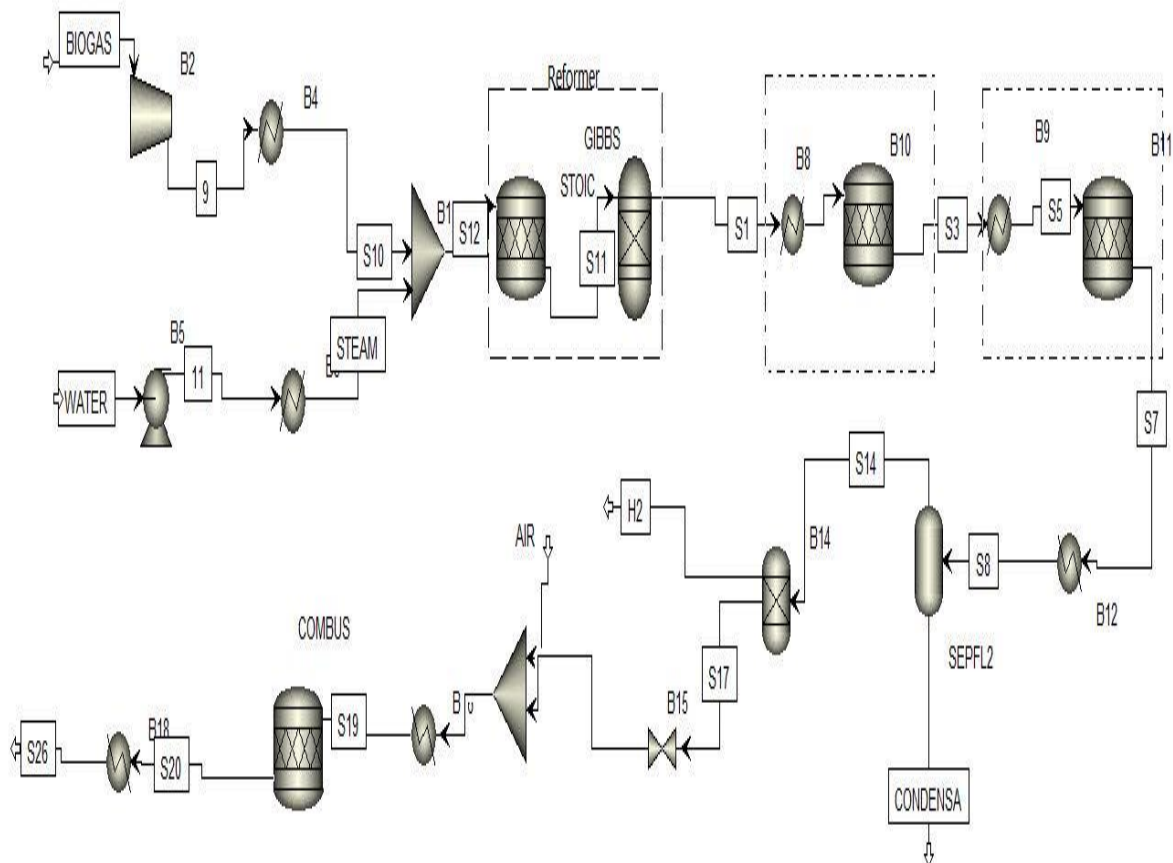 BIOGAS
B2
B4
9
Reformer
GIBBS
STOIC
B1
S12
S10
S11
STEAM
B5
11
WATER
S1
B8
B10
S3
B9
S5
B11
S7
S14
H2
AIR
B14
S8
B12
SEPFL2
S17
B15
COMBUS
B
S19
B18
S20
S26
CONDENSA